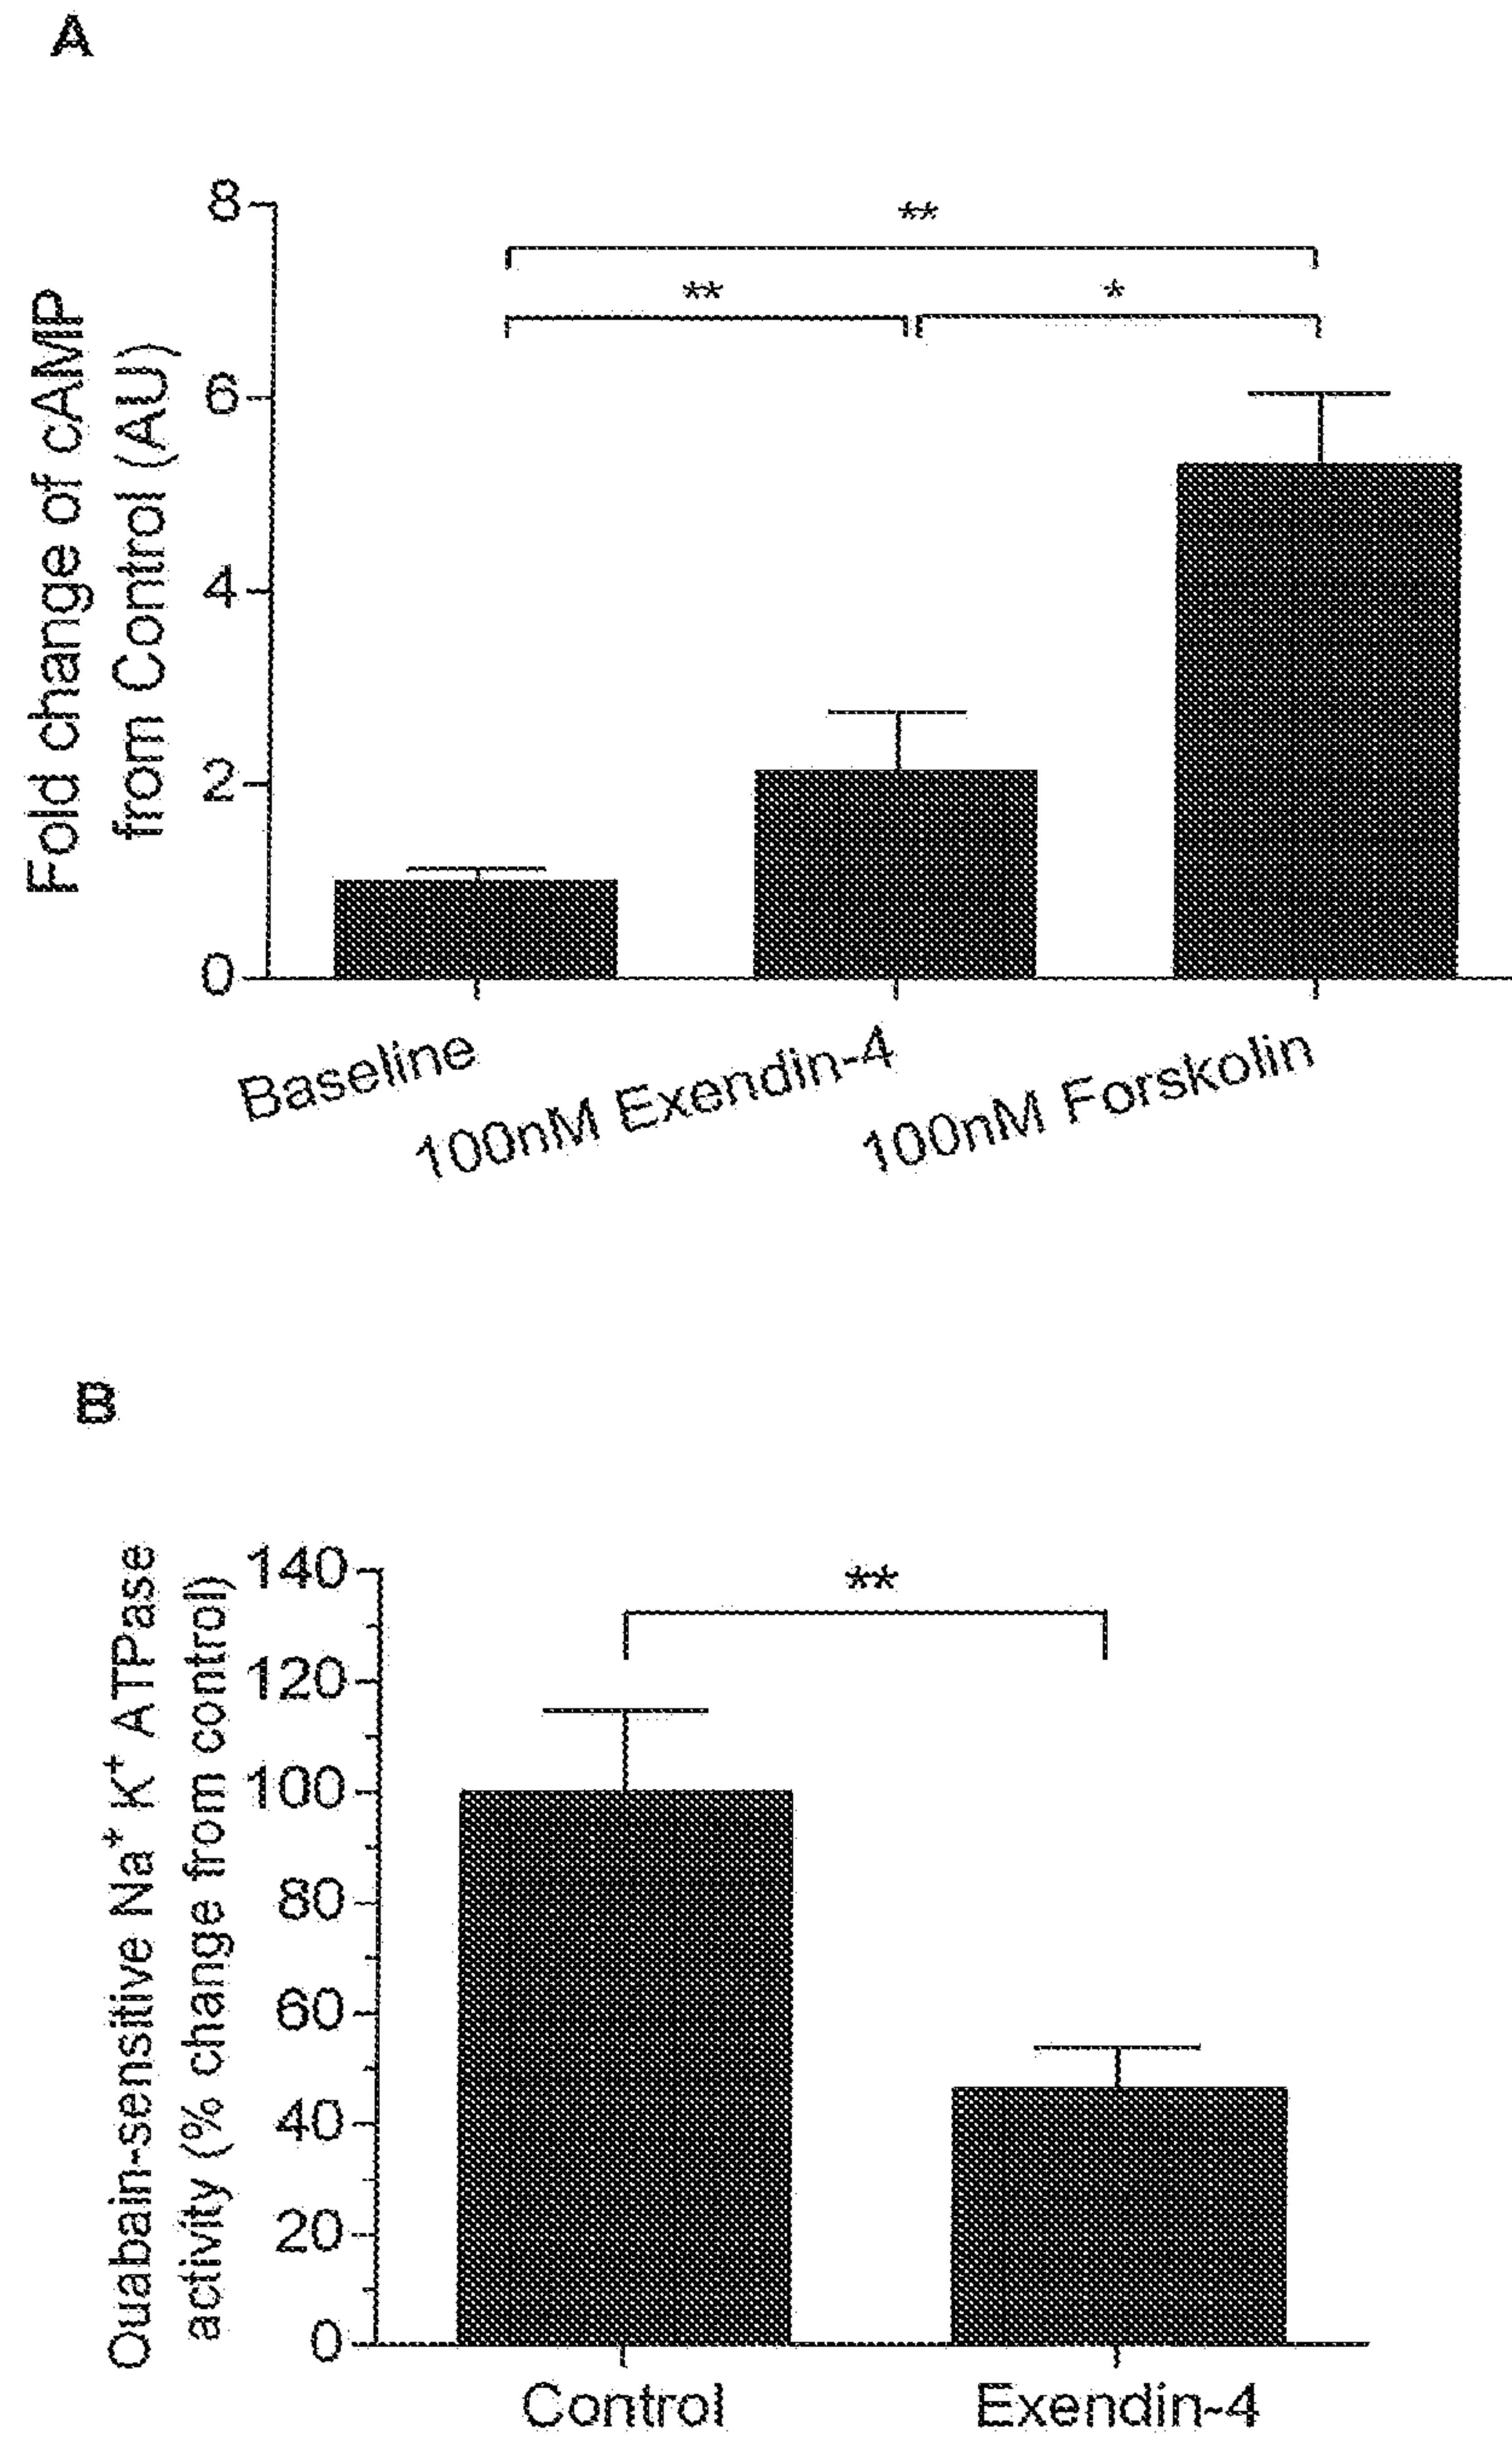 A
Fold change of cAMP
from Control (AU)
8
6
4
2
0
**
**
*
Baseline
100nM Exendin-4
100nM Forskolin
B
Ouabain-sensitive Na⁺ K⁺ ATPase
activity (% change from control)
140
120
100
80
60
40
20
0
**
Control
Exendin-4